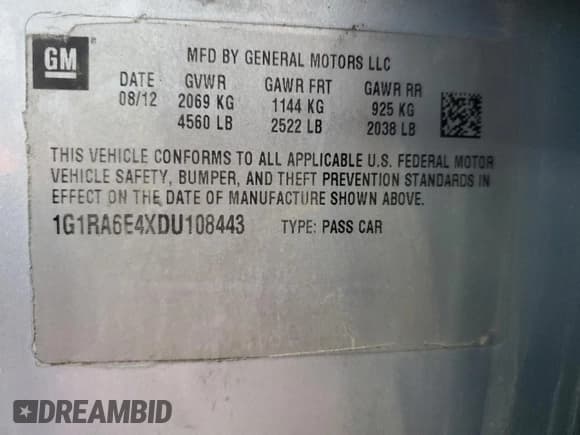 GM
MFD BY GENERAL MOTORS LLC
DATE GVWR GAWR FRT GAWR RR
08/12 2069 KG 1144 KG 925 KG
4560 LB 2522 LB 2038 LB
THIS VEHICLE CONFORMS TO ALL APPLICABLE U.S. FEDERAL MOTOR
VEHICLE SAFETY, BUMPER, AND THEFT PREVENTION STANDARDS IN
EFFECT ON THE DATE OF MANUFACTURE SHOWN ABOVE.
1G1RA6E4XDU108443 TYPE: PASS CAR
DREAMBID